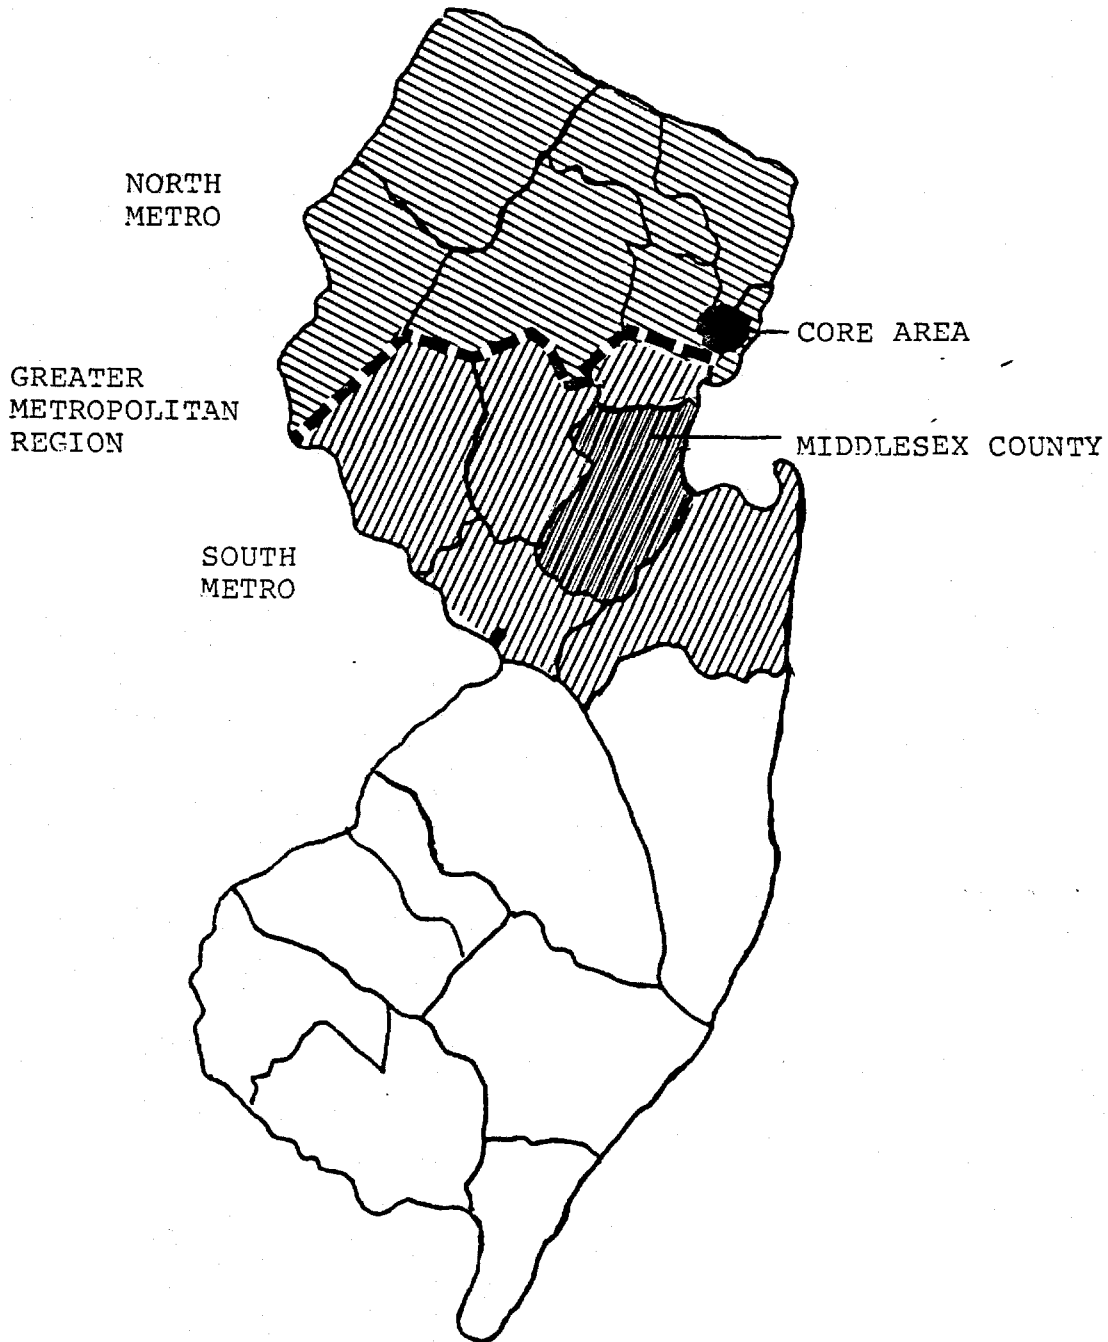 NORTH
METRO
CORE AREA
GREATER
METROPOLITAN
REGION
MIDDLESEX COUNTY
SOUTH
METRO